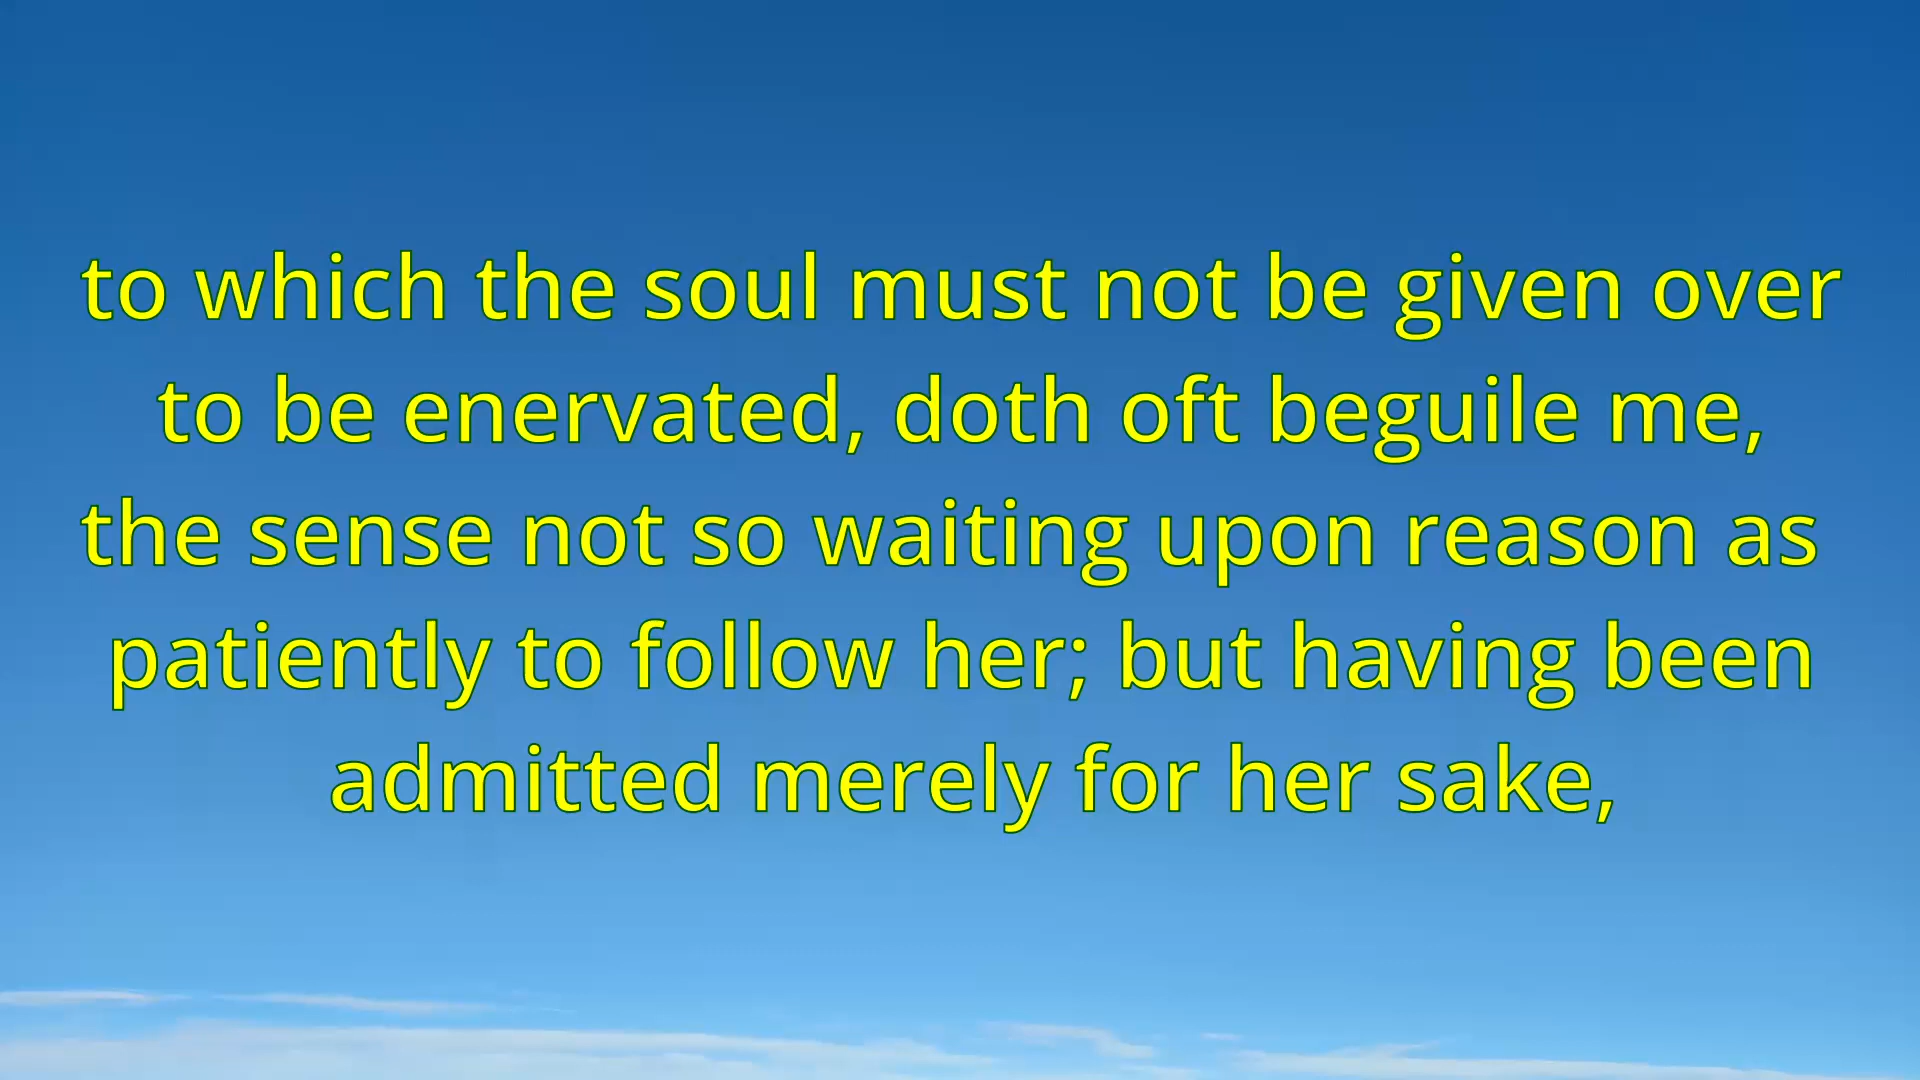 to which the soul must not be given over
to be enervated, doth oft beguile me,
the sense not so waiting upon reason as
patiently to follow her; but having been
admitted merely for her sake,